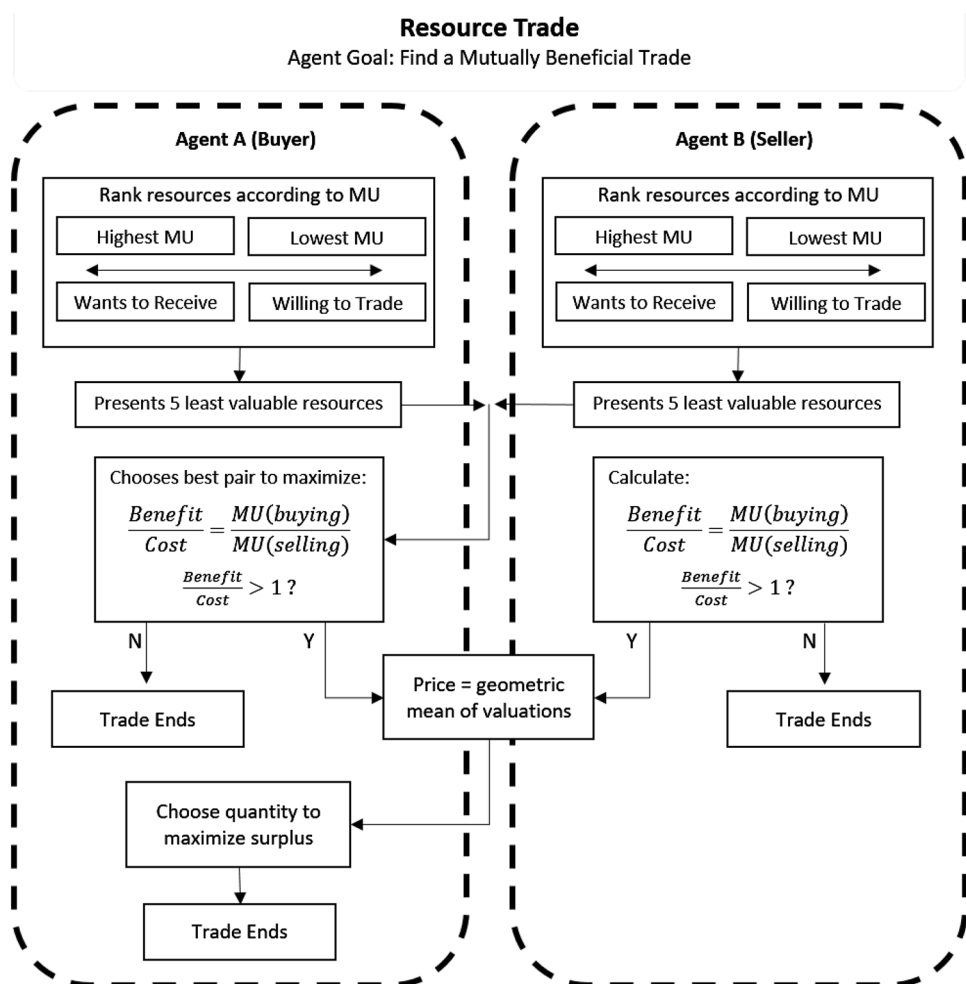 Resource Trade
Agent Goal: Find a Mutually Beneficial Trade
Agent A (Buyer)
Rank resources according to MU
Highest MU
Lowest MU
Wants to Receive
Willing to Trade
Presents 5 least valuable resources
Chooses best pair to maximize:
Benefit/Cost = MU(buying)/MU(selling)
Benefit/Cost > 1 ?
N
Y
Trade Ends
Agent B (Seller)
Rank resources according to MU
Highest MU
Lowest MU
Wants to Receive
Willing to Trade
Presents 5 least valuable resources
Calculate:
Benefit/Cost = MU(buying)/MU(selling)
Benefit/Cost > 1 ?
Y
N
Trade Ends
Price = geometric
mean of valuations
Choose quantity to
maximize surplus
Trade Ends